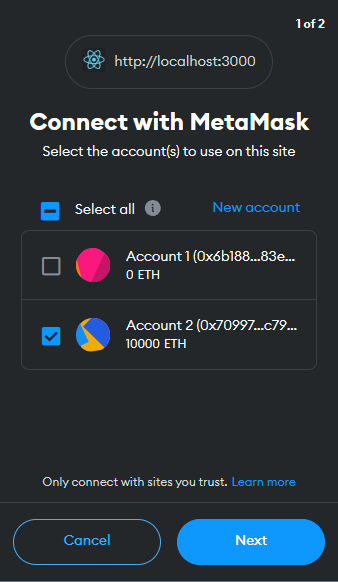 1 of 2
http://localhost:3000
Connect with MetaMask
Select the account(s) to use on this site
Select all
New account
Account 1 (0x6b188...83e...
0 ETH
Account 2 (0x70997...c79...
10000 ETH
Only connect with sites you trust. Learn more
Cancel
Next